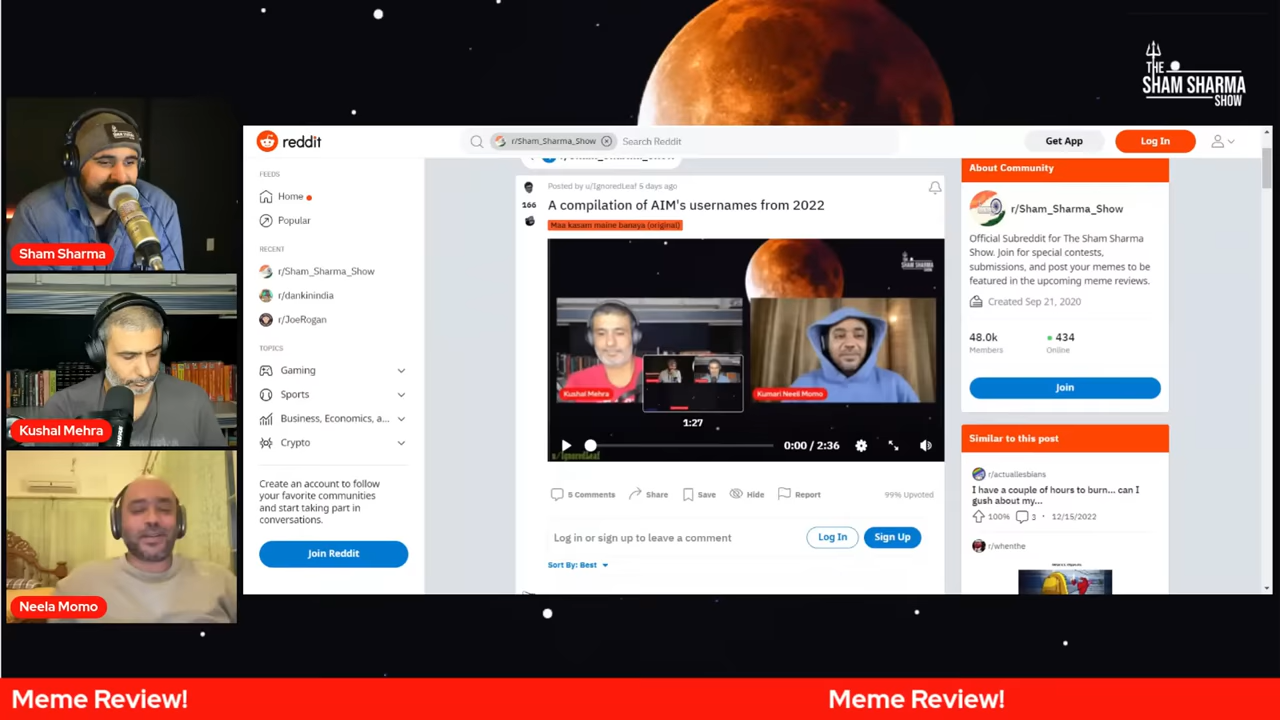 THE
SHAM SHARMA
SHOW
Sham Sharma
Kushal Mehra
Neela Momo
reddit
r/Sham_Sharma_Show
Search Reddit
Get App
Log In
FEEDS
Home
Popular
RECENT
r/Sham_Sharma_Show
r/dankinindia
r/JoeRogan
TOPICS
Gaming
Sports
Business, Economics, a...
Crypto
Create an account to follow
your favorite communities
and start taking part in
conversations.
Join Reddit
Posted by u/IgnoredLeaf 5 days ago
166
A compilation of AIM's usernames from 2022
Maa kasam maine banaya (original)
SHAM SHARMA
Kushal Mehra
Kumari Neeli Momo
1:27
0:00 / 2:36
u/IgnoredLeaf
5 Comments
Share
Save
Hide
Report
99% Upvoted
Log in or sign up to leave a comment
Log In
Sign Up
Sort By: Best
About Community
r/Sham_Sharma_Show
Official Subreddit for The Sham Sharma
Show. Join for special contests,
submissions, and post your memes to be
featured in the upcoming meme reviews.
Created Sep 21, 2020
48.0k
Members
434
Online
Join
Similar to this post
r/actuallesbians
I have a couple of hours to burn... can I
gush about my...
100% 3 · 12/15/2022
r/whenthe
Meme Review!
Meme Review!